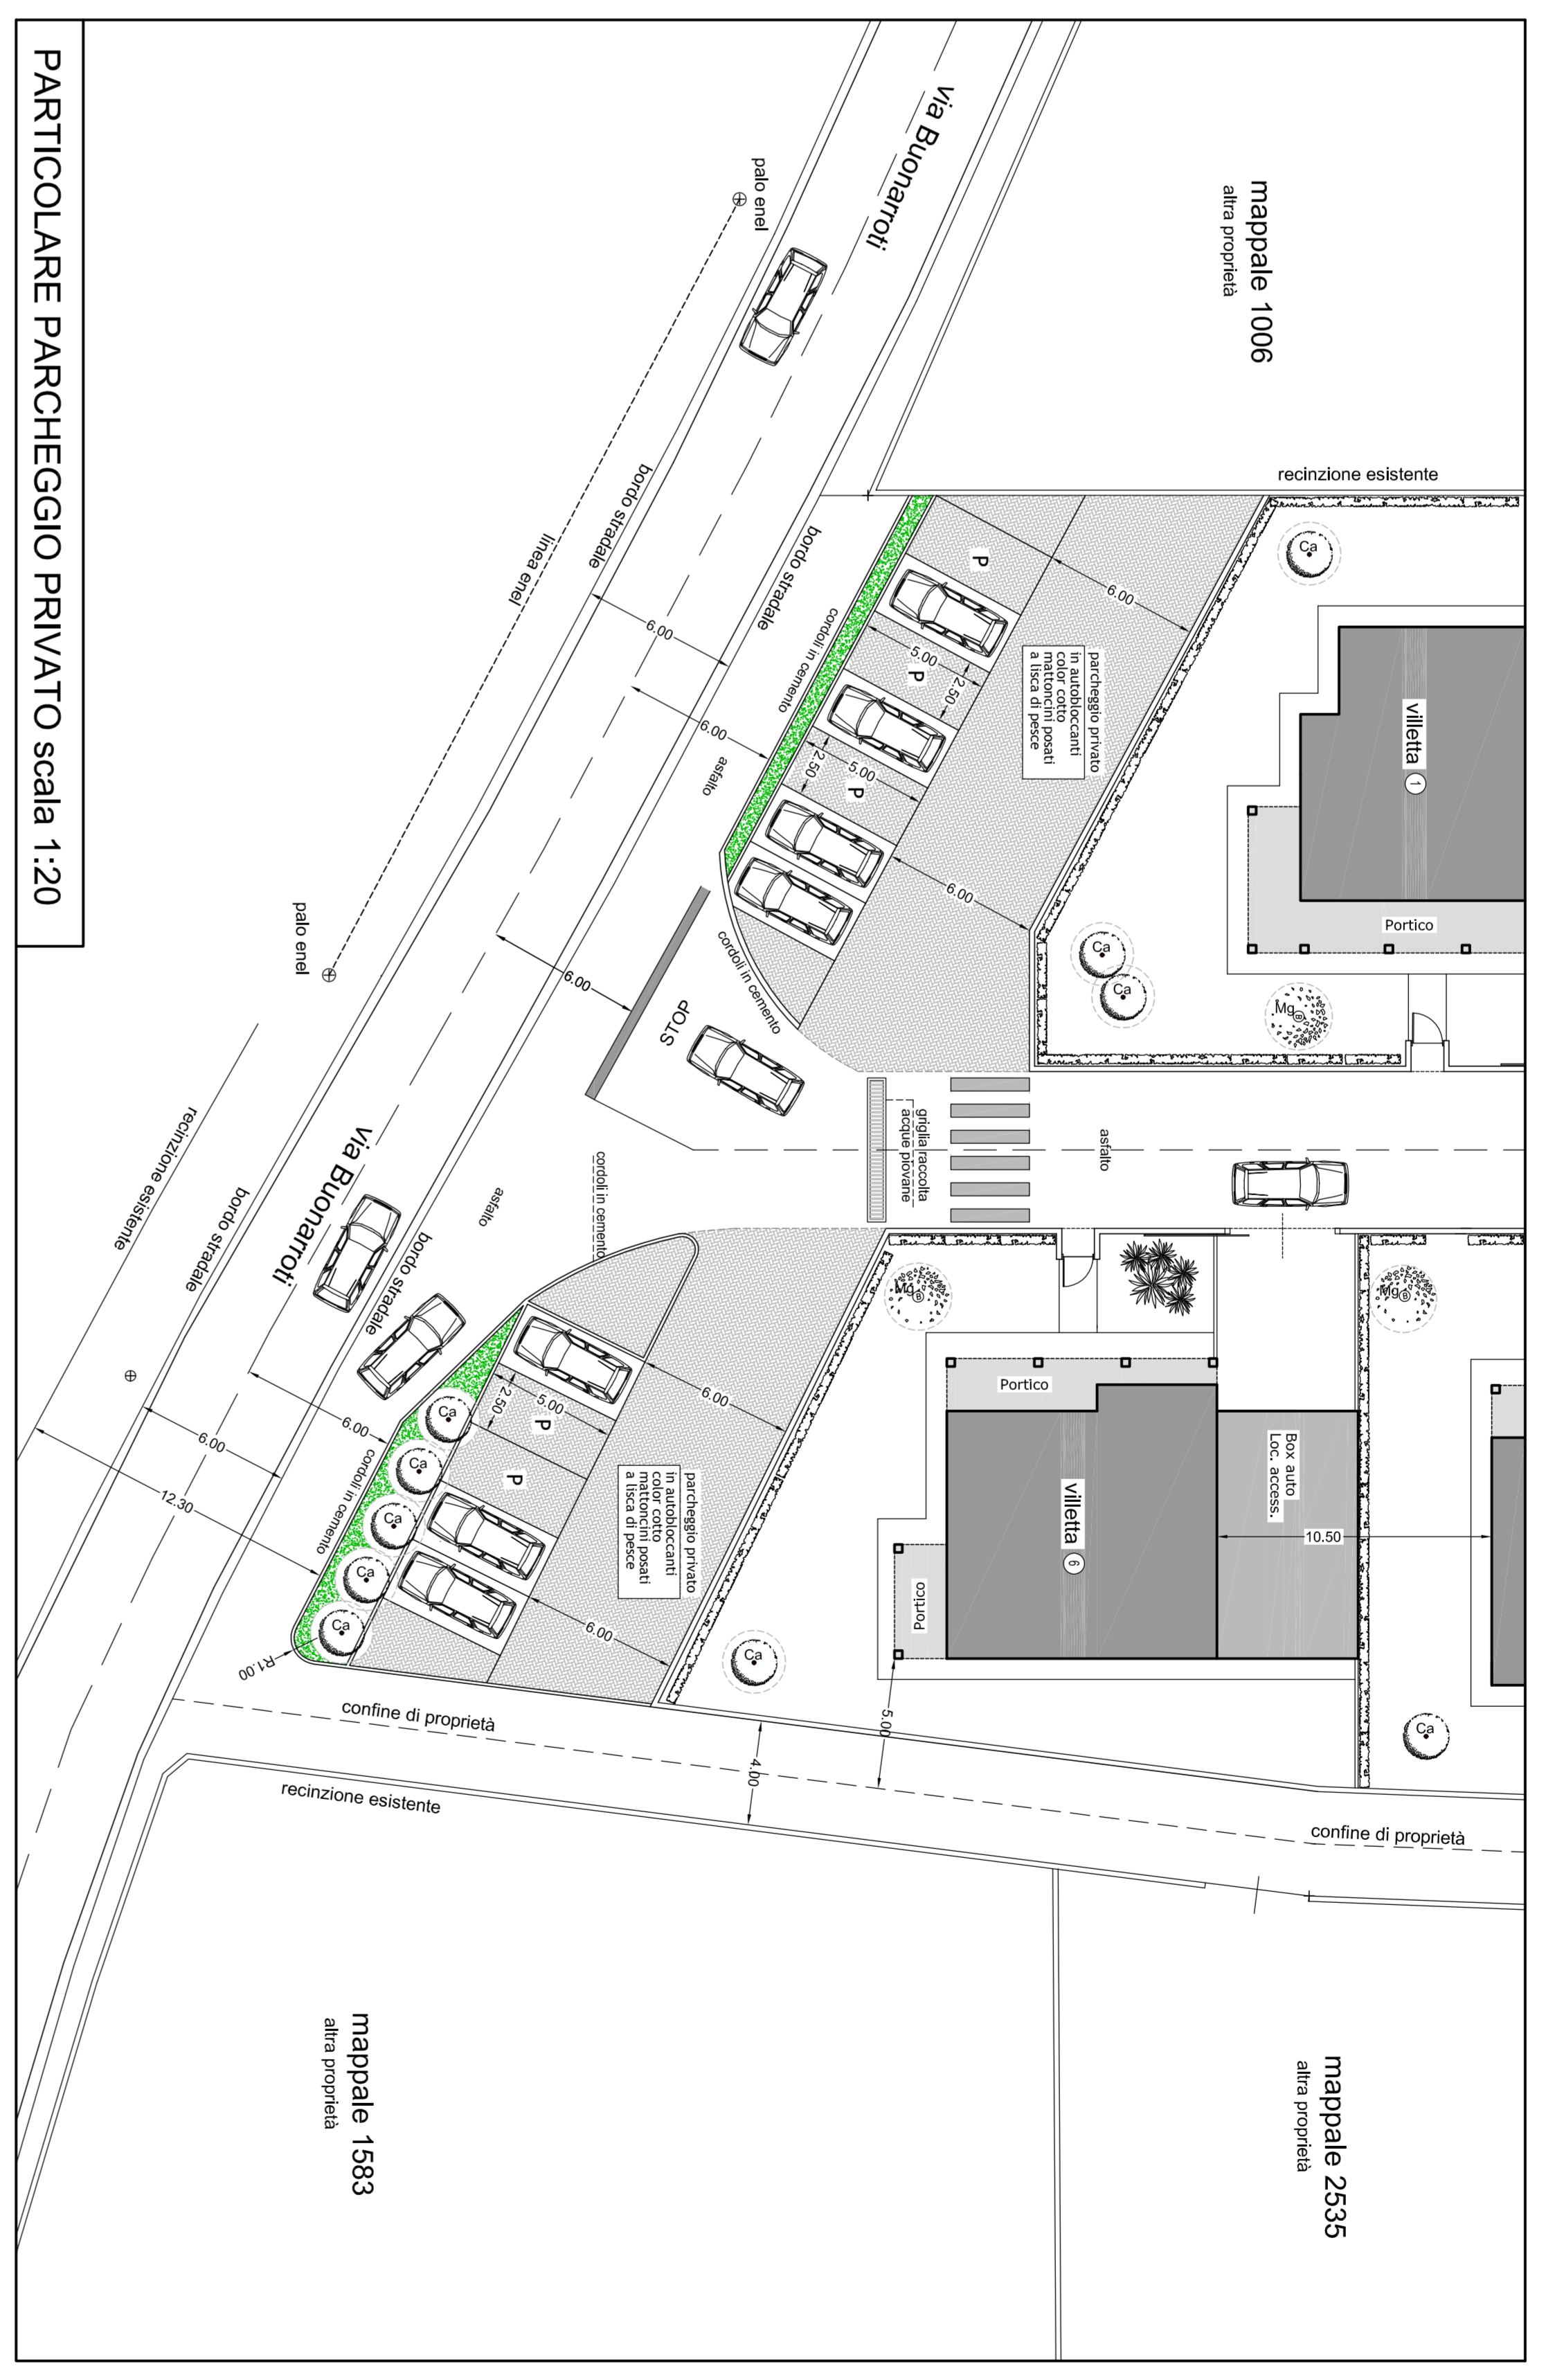 PARTICOLARE PARCHEGGIO PRIVATO scala 1:20
via Buonarroti
palo enel
mappale 1006
altra proprietà
recinzione esistente
bordo stradale
linea enel
bordo stradale
6.00
6.00
asfalto
cordoli in cemento
P
P
P
5.00
2.50
5.00
2.50
6.00
6.00
parcheggio privato
in autobloccanti
color cotto
mattoncini posati
a lisca di pesce
Ca
villetta 1
Portico
Ca
Ca
Mg B
palo enel
6.00
STOP
cordoli in cemento
griglia raccolta
acque piovane
asfalto
recinzione esistente
bordo stradale
via Buonarroti
bordo stradale
asfalto
cordoli in cemento
Mg B
Mg B
Portico
villetta 6
Box auto
Loc. access.
10.50
Portico
6.00
6.00
12.30
cordoli in cemento
Ca
Ca
Ca
Ca
Ca
R1.00
P
P
5.00
2.50
6.00
6.00
parcheggio privato
in autobloccanti
color cotto
mattoncini posati
a lisca di pesce
Ca
Ca
5.00
4.00
confine di proprietà
recinzione esistente
confine di proprietà
mappale 1583
altra proprietà
mappale 2535
altra proprietà